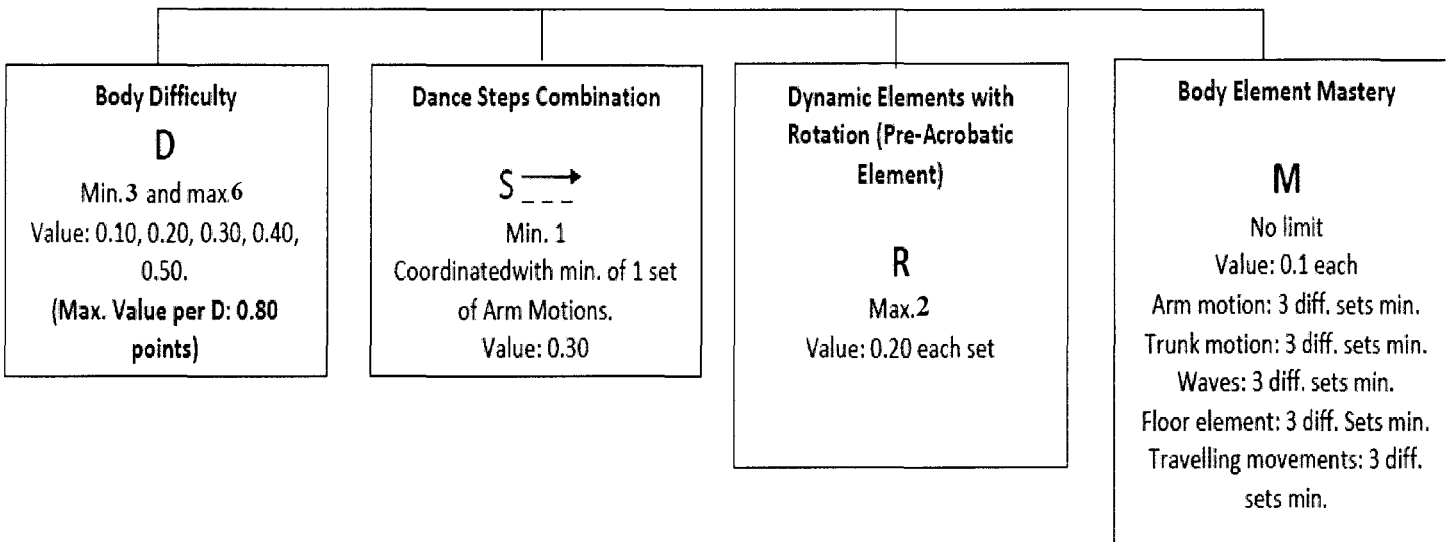 Body Difficulty
D
Min.3 and max.6
Value: 0.10, 0.20, 0.30, 0.40,
0.50.
(Max. Value per D: 0.80
points)
Dance Steps Combination
S
Min. 1
Coordinatedwith min. of 1 set
of Arm Motions.
Value: 0.30
Dynamic Elements with
Rotation (Pre-Acrobatic
Element)
R
Max.2
Value: 0.20 each set
Body Element Mastery
M
No limit
Value: 0.1 each
Arm motion: 3 diff. sets min.
Trunk motion: 3 diff. sets min.
Waves: 3 diff. sets min.
Floor element: 3 diff. Sets min.
Travelling movements: 3 diff.
sets min.